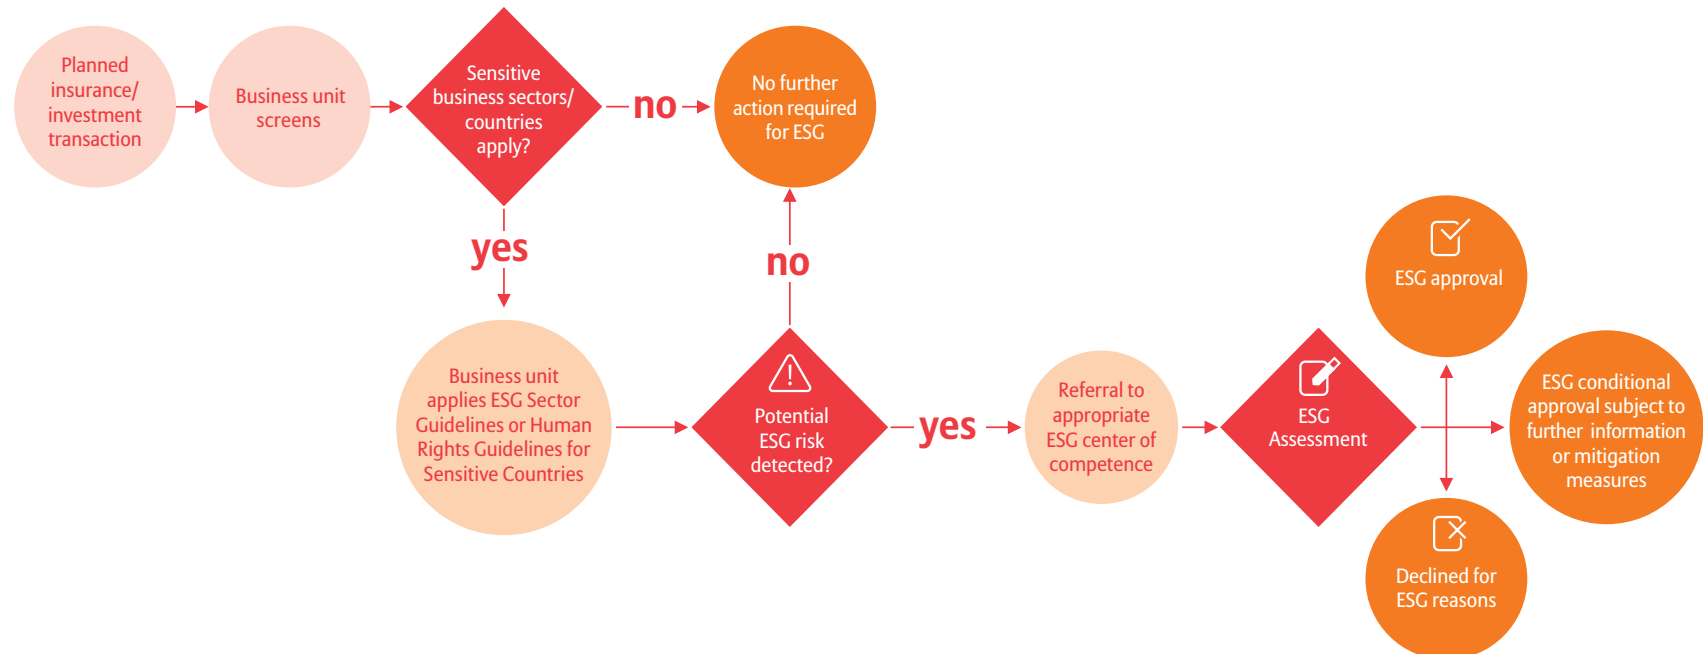 Planned
insurance/
investment
transaction
Business unit
screens
Sensitive
business sectors/
countries
apply?
no
No further
action required
for ESG
yes
no
Business unit
applies ESG Sector
Guidelines or Human
Rights Guidelines for
Sensitive Countries
Potential
ESG risk
detected?
yes
Referral to
appropriate
ESG center of
competence
ESG
Assessment
ESG approval
ESG conditional
approval subject to
further information
or mitigation
measures
Declined for
ESG reasons